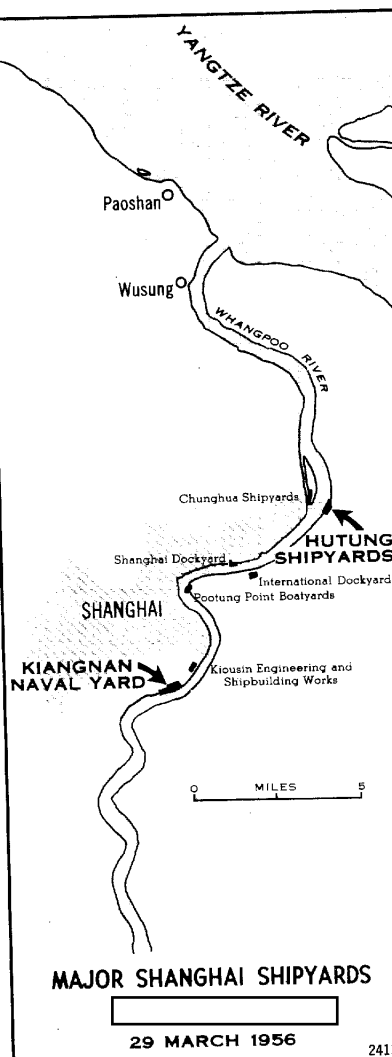 YANGTZE RIVER
Paoshan
Wusung
WHANGPOO RIVER
Chunghua Shipyards
HUTUNG
SHIPYARDS
Shanghai Dockyard
International Dockyard
Pootung Point Boatyards
SHANGHAI
KIANGNAN
NAVAL YARD
Kiousin Engineering and
Shipbuilding Works
0 MILES 5
MAJOR SHANGHAI SHIPYARDS
29 MARCH 1956
241